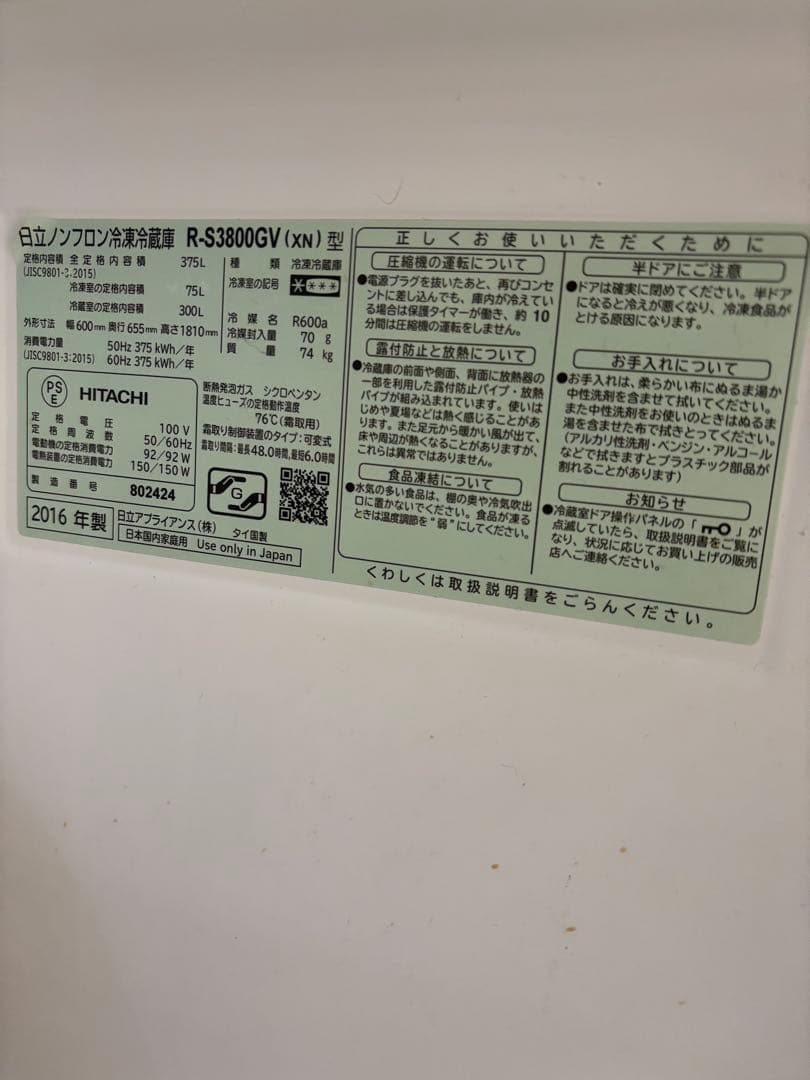 日立ノンフロン冷凍冷蔵庫 R-S3800GV(XN)型
定格内容積 全定格内容積 375L
(JISC9801-3:2015)
冷凍室の定格内容積 75L
冷蔵室の定格内容積 300L
外形寸法 幅600mm 奥行655mm 高さ1810mm
消費電力量 50Hz 375 kWh/年
(JISC9801-3:2015) 60Hz 375 kWh/年
種類 冷凍冷蔵庫
冷凍室の記号 ****
冷媒名 R600a
冷媒封入量 70 g
質量 74 kg
PS
E
HITACHI
定格電圧 100 V
定格周波数 50/60Hz
電動機の定格消費電力 92/92 W
電熱装置の定格消費電力 150/150 W
製造番号 802424
断熱発泡ガス シクロペンタン
温度ヒューズの定格動作温度
76℃(霜取用)
霜取り制御装置のタイプ:可変式
霜取り間隔:最長48.0時間,最短6.0時間
G
2016 年製
日立アプライアンス(株) タイ国製
日本国内家庭用 Use only in Japan
正しくお使いいただくために
圧縮機の運転について
●電源プラグを抜いたあと、再びコンセ
ントに差し込んでも、庫内が冷えてい
る場合は保護タイマーが働き、約10
分間は圧縮機の運転をしません。
露付防止と放熱について
●冷蔵庫の前面や側面、背面に放熱器の
一部を利用した露付防止パイプ・放熱
パイプが組み込まれています。使いは
じめや夏場などは熱く感じることがあ
ります。また足元から暖かい風が出て、
床や周辺が熱くなることがありますが、
これらは異常ではありません。
食品凍結について
●水気の多い食品は、棚の奥や冷気吹出
口に置かないでください。食品が凍る
ときは温度調節を“弱”にしてください。
半ドアにご注意
●ドアは確実に閉めてください。半ドア
になると冷えが悪くなり、冷凍食品が
とける原因になります。
お手入れについて
●お手入れは、柔らかい布にぬるま湯か
中性洗剤を含ませて拭いてください。
また中性洗剤をお使いのときはぬるま
湯を含ませた布で拭きとってください。
(アルカリ性洗剤・ベンジン・アルコール
などで拭きますとプラスチック部品が
割れることがあります)
お知らせ
●冷蔵室ドア操作パネルの「 」が
点滅していたら、取扱説明書をご覧に
なり、状況に応じてお買い上げの販売
店へご連絡ください。
くわしくは取扱説明書をごらんください。